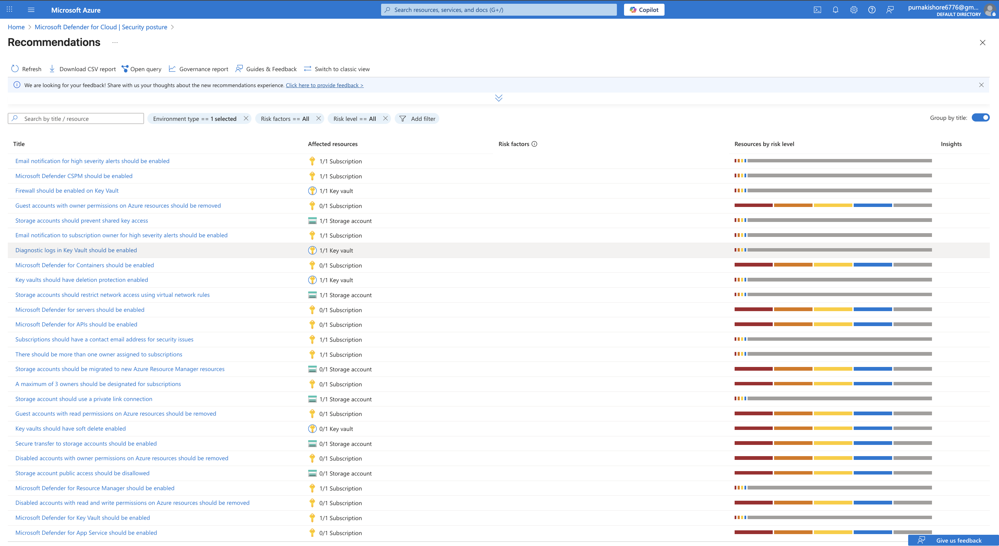 Microsoft Azure
Search resources, services, and docs (G+/)
Copilot
purnakishore6776@gm...
DEFAULT DIRECTORY
Home > Microsoft Defender for Cloud | Security posture >
Recommendations ...
Refresh Download CSV report Open query Governance report Guides & Feedback Switch to classic view
We are looking for your feedback! Share with us your thoughts about the new recommendations experience. Click here to provide feedback >
Search by title / resource Environment type == 1 selected Risk factors == All Risk level == All Add filter Group by title:
Title Affected resources Risk factors Resources by risk level Insights
Email notification for high severity alerts should be enabled 1/1 Subscription
Microsoft Defender CSPM should be enabled 1/1 Subscription
Firewall should be enabled on Key Vault 1/1 Key vault
Guest accounts with owner permissions on Azure resources should be removed 0/1 Subscription
Storage accounts should prevent shared key access 1/1 Storage account
Email notification to subscription owner for high severity alerts should be enabled 1/1 Subscription
Diagnostic logs in Key Vault should be enabled 1/1 Key vault
Microsoft Defender for Containers should be enabled 0/1 Subscription
Key vaults should have deletion protection enabled 1/1 Key vault
Storage accounts should restrict network access using virtual network rules 1/1 Storage account
Microsoft Defender for servers should be enabled 0/1 Subscription
Microsoft Defender for APIs should be enabled 0/1 Subscription
Subscriptions should have a contact email address for security issues 1/1 Subscription
There should be more than one owner assigned to subscriptions 1/1 Subscription
Storage accounts should be migrated to new Azure Resource Manager resources 0/1 Storage account
A maximum of 3 owners should be designated for subscriptions 0/1 Subscription
Storage account should use a private link connection 1/1 Storage account
Guest accounts with read permissions on Azure resources should be removed 0/1 Subscription
Key vaults should have soft delete enabled 0/1 Key vault
Secure transfer to storage accounts should be enabled 0/1 Storage account
Disabled accounts with owner permissions on Azure resources should be removed 0/1 Subscription
Storage account public access should be disallowed 0/1 Storage account
Microsoft Defender for Resource Manager should be enabled 1/1 Subscription
Disabled accounts with read and write permissions on Azure resources should be removed 0/1 Subscription
Microsoft Defender for Key Vault should be enabled 1/1 Subscription
Microsoft Defender for App Service should be enabled 0/1 Subscription
Give us feedback